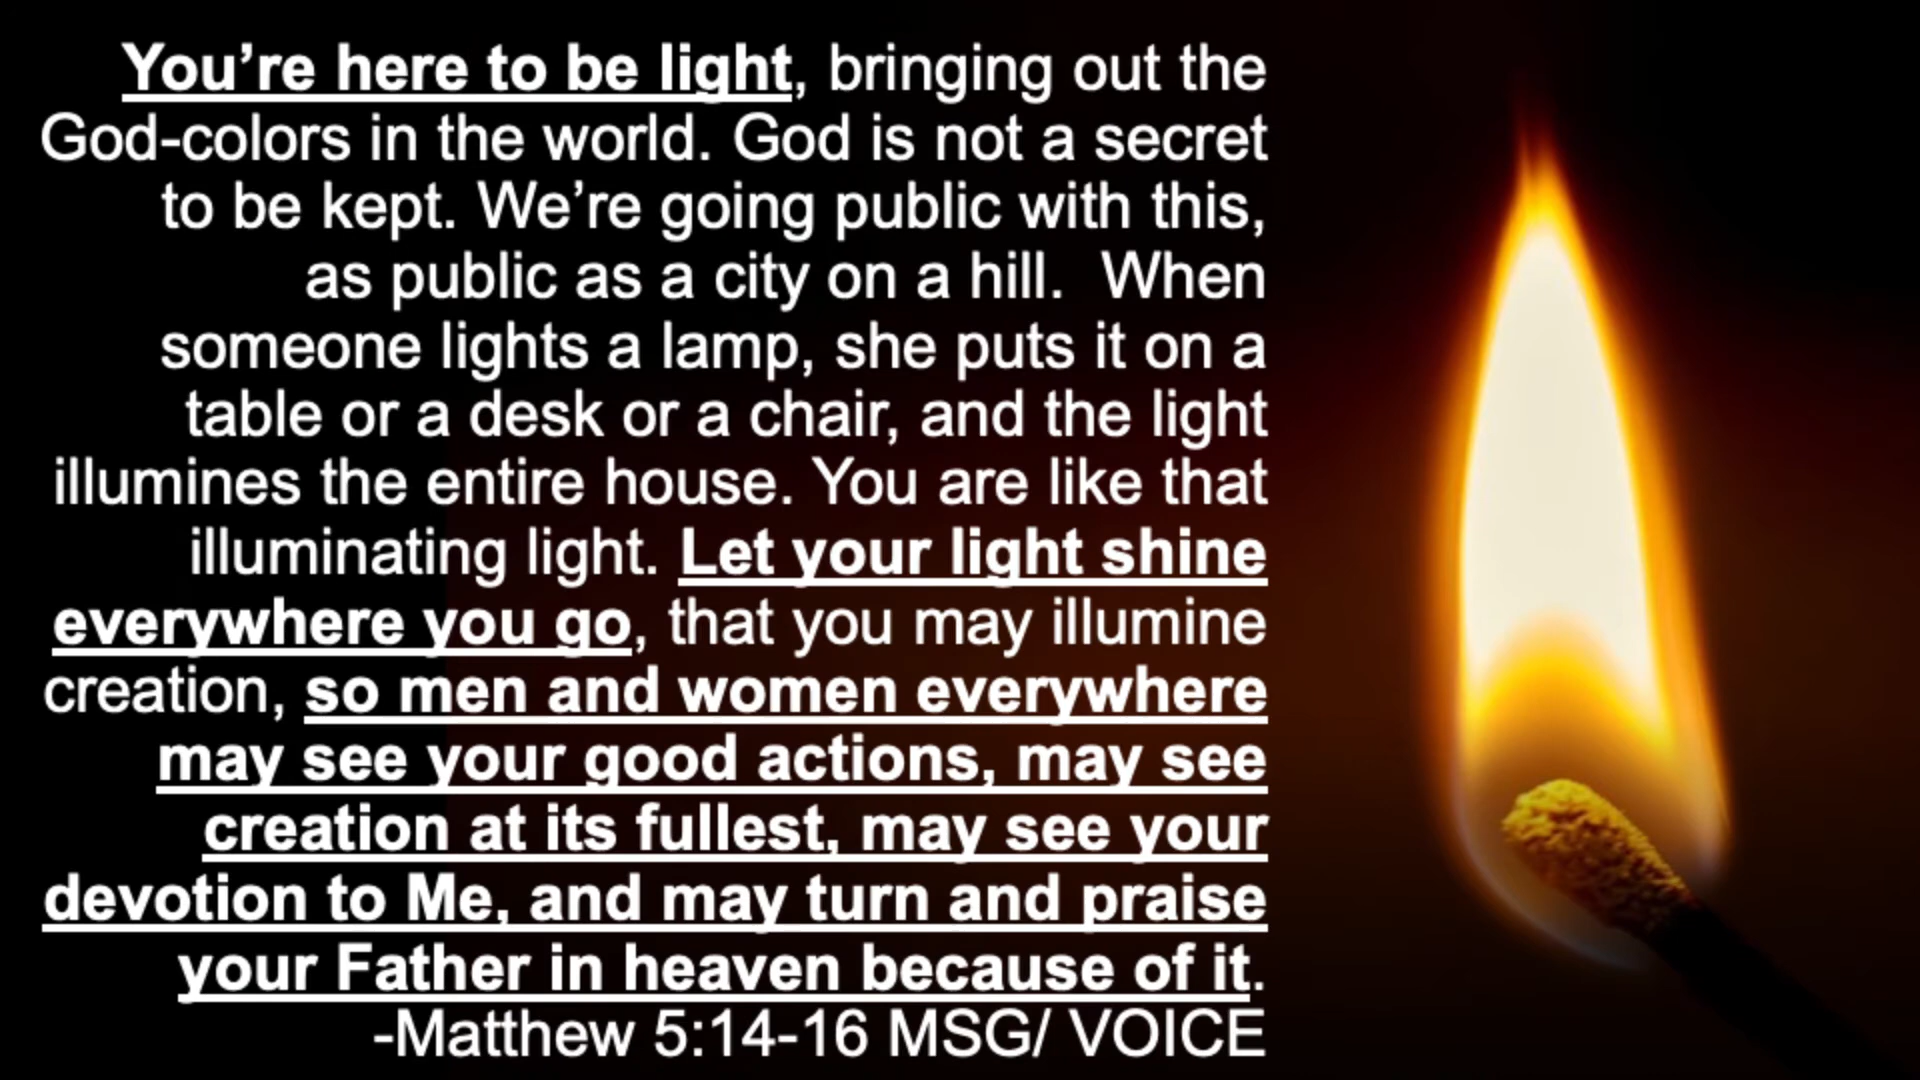 You’re here to be light, bringing out the
God-colors in the world. God is not a secret
to be kept. We’re going public with this,
as public as a city on a hill.  When
someone lights a lamp, she puts it on a
table or a desk or a chair, and the light
illumines the entire house. You are like that
illuminating light. Let your light shine
everywhere you go, that you may illumine
creation, so men and women everywhere
may see your good actions, may see
creation at its fullest, may see your
devotion to Me, and may turn and praise
your Father in heaven because of it.
-Matthew 5:14-16 MSG/ VOICE